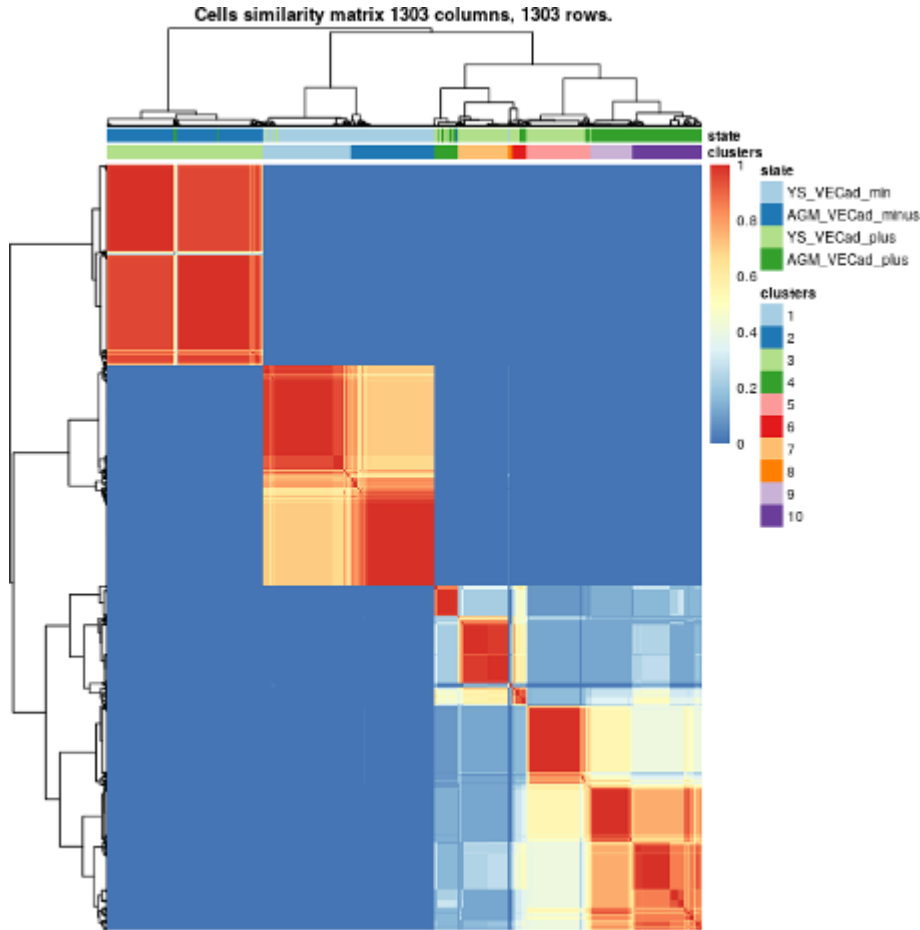 Cells similarity matrix 1303 columns, 1303 rows.
state
clusters
1
0.8
0.6
0.4
0.2
0
state
YS_VECad_min
AGM_VECad_minus
YS_VECad_plus
AGM_VECad_plus
clusters
1
2
3
4
5
6
7
8
9
10